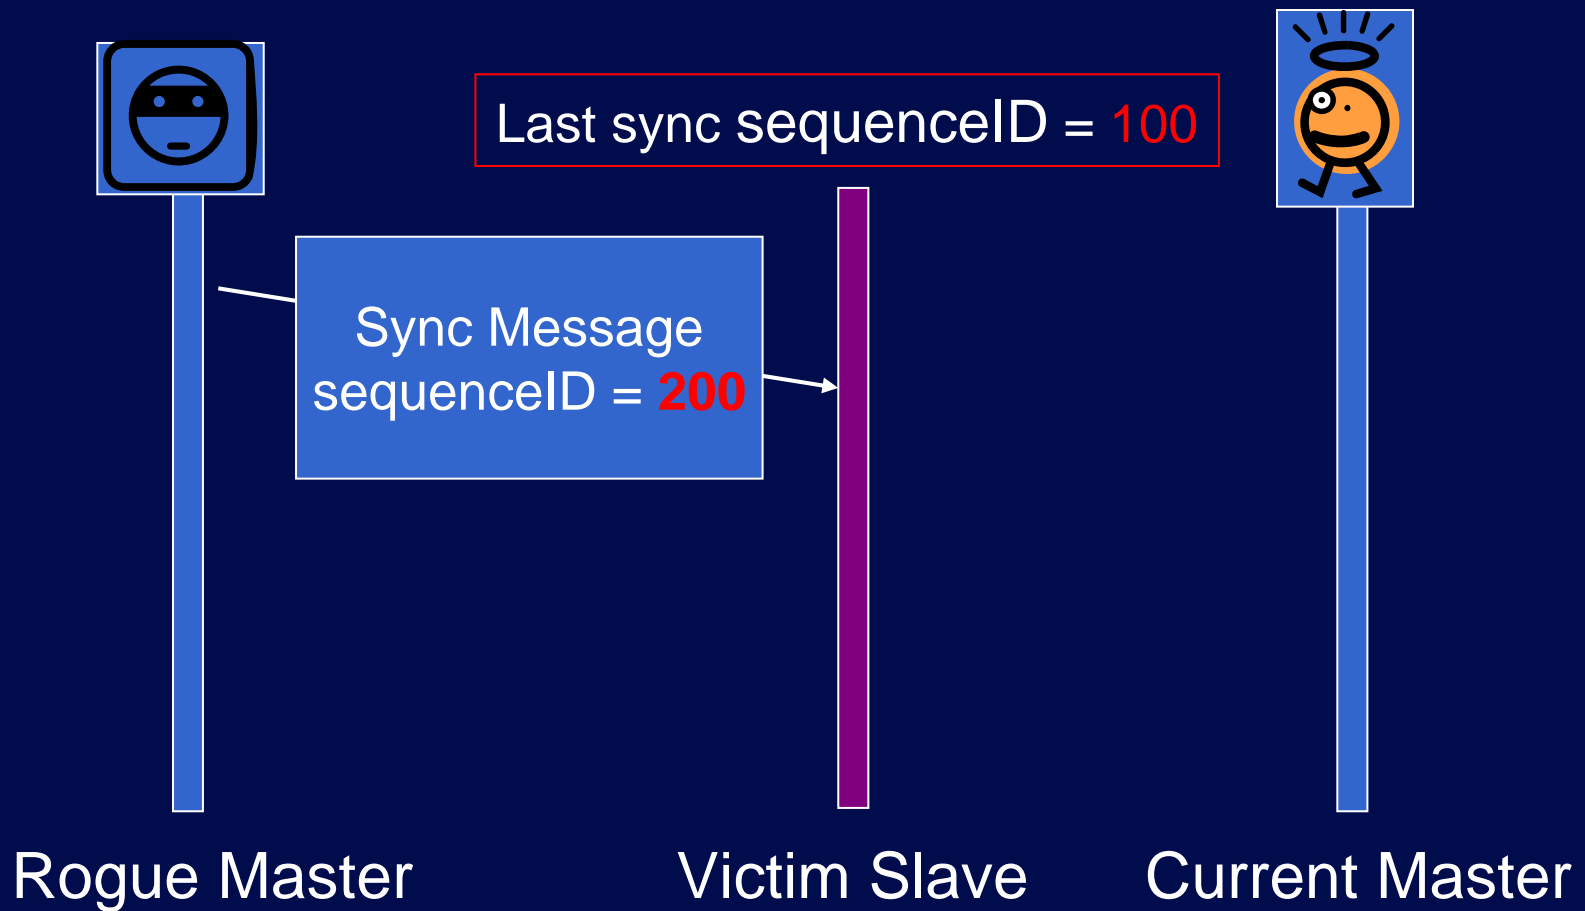 Last sync sequenceID = 100
Sync Message
sequenceID = 200
Rogue Master
Victim Slave
Current Master